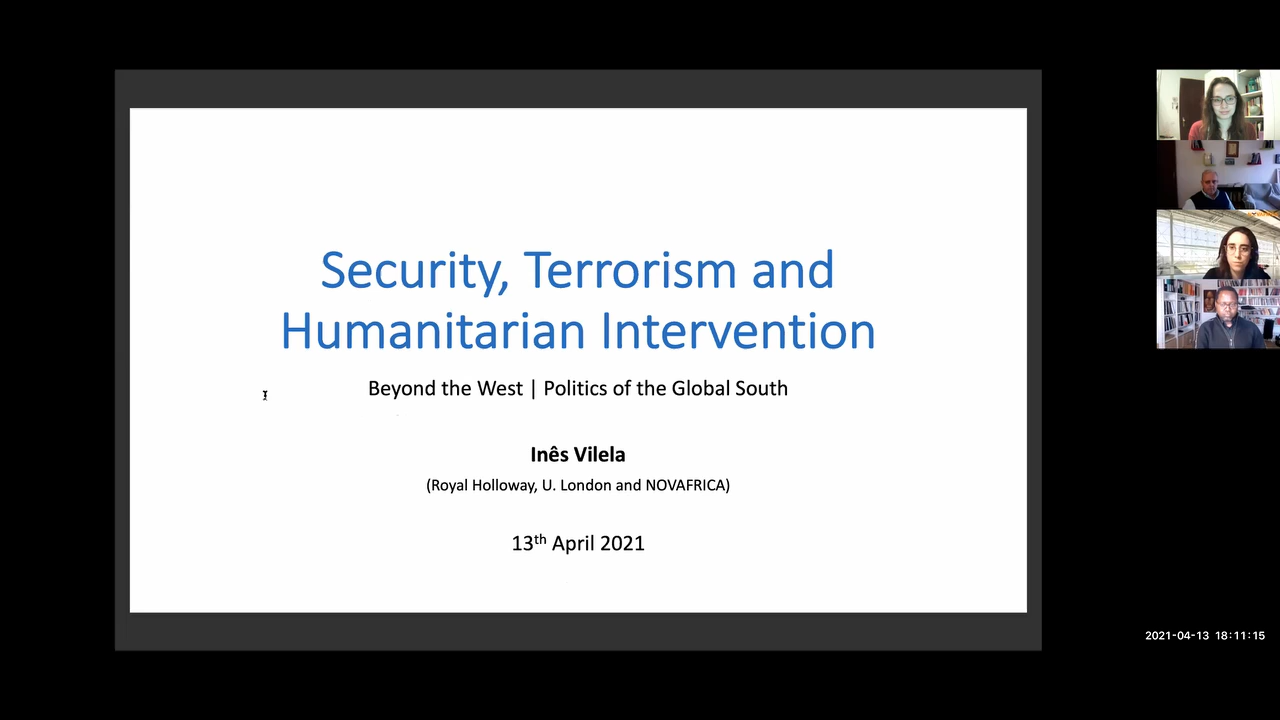 Security, Terrorism and
Humanitarian Intervention
Beyond the West | Politics of the Global South
Inês Vilela
(Royal Holloway, U. London and NOVAFRICA)
13th April 2021
2021-04-13 18:11:15